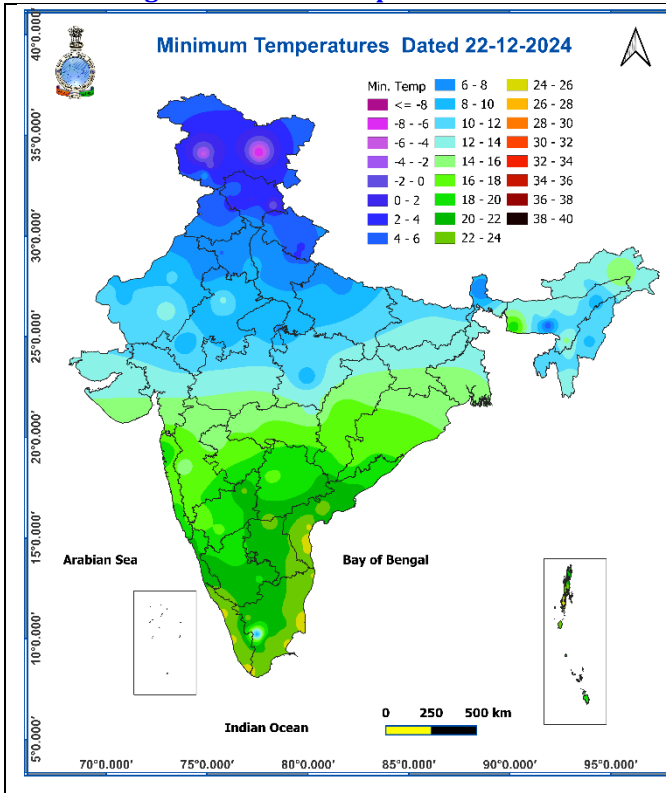 Minimum Temperatures Dated 22-12-2024
Min. Temp
<= -8
-8 - -6
-6 - -4
-4 - -2
-2 - 0
0 - 2
2 - 4
4 - 6
6 - 8
8 - 10
10 - 12
12 - 14
14 - 16
16 - 18
18 - 20
20 - 22
22 - 24
24 - 26
26 - 28
28 - 30
30 - 32
32 - 34
34 - 36
36 - 38
38 - 40
40°0.000'
35°0.000'
30°0.000'
25°0.000'
20°0.000'
15°0.000'
10°0.000'
5°0.000'
Arabian Sea
Bay of Bengal
Indian Ocean
0 250 500 km
70°0.000' 75°0.000' 80°0.000' 85°0.000' 90°0.000' 95°0.000'